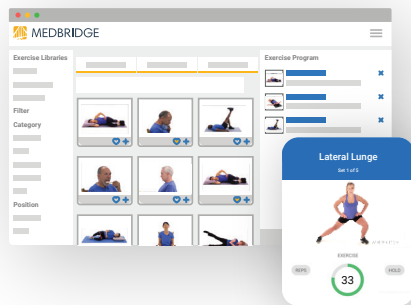 MEDBRIDGE
Exercise Libraries
Filter
Category
Position
Exercise Program
Lateral Lunge
Set 1 of 5
EXERCISE
REPS
33
HOLD